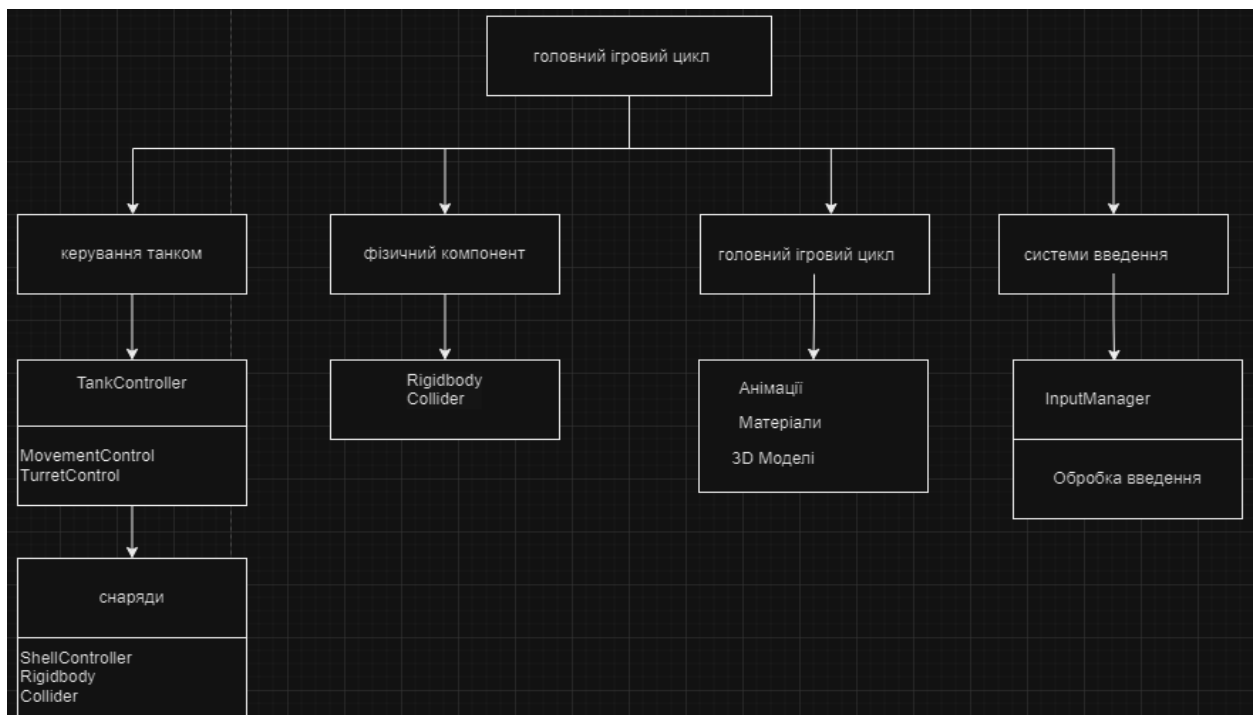 головний ігровий цикл
керування танком
фізичний компонент
головний ігровий цикл
системи введення
TankController
MovementControl
TurretControl
Rigidbody
Collider
Анімації
Матеріали
3D Моделі
InputManager
Обробка введення
снаряди
ShellController
Rigidbody
Collider